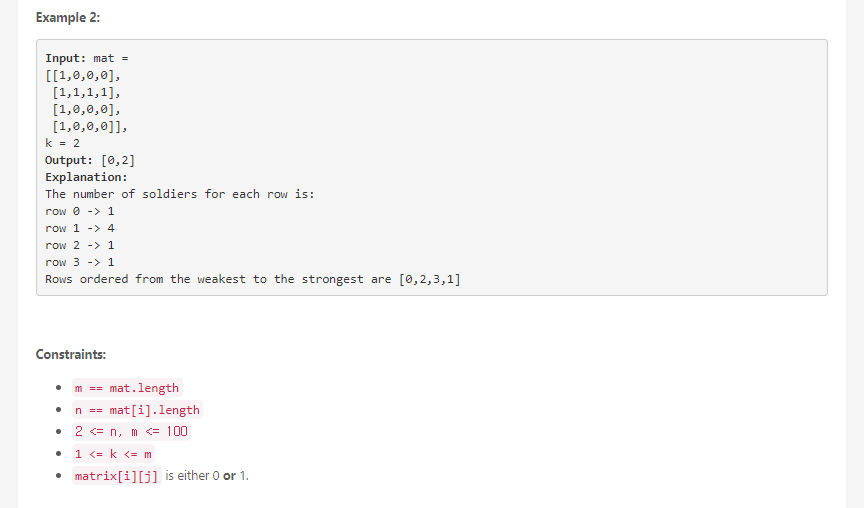 Example 2:
Input: mat =
[[1,0,0,0],
 [1,1,1,1],
 [1,0,0,0],
 [1,0,0,0]],
k = 2
Output: [0,2]
Explanation:
The number of soldiers for each row is:
row 0 -> 1
row 1 -> 4
row 2 -> 1
row 3 -> 1
Rows ordered from the weakest to the strongest are [0,2,3,1]
Constraints:
• m == mat.length
• n == mat[i].length
• 2 <= n, m <= 100
• 1 <= k <= m
• matrix[i][j] is either 0 or 1.